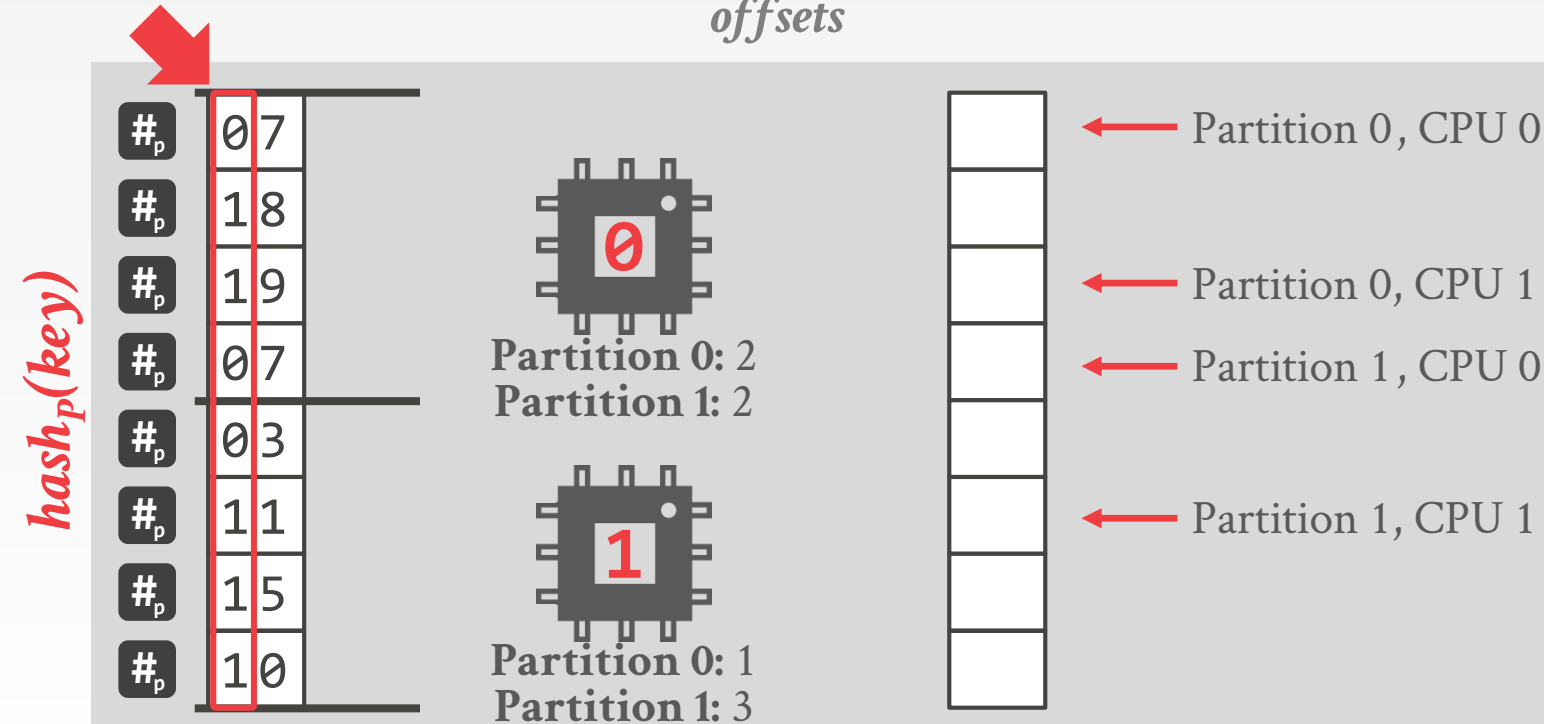 offsets
hash_p(key)
#p 07
#p 18
#p 19
#p 07
#p 03
#p 11
#p 15
#p 10
0
Partition 0: 2
Partition 1: 2
1
Partition 0: 1
Partition 1: 3
Partition 0, CPU 0
Partition 0, CPU 1
Partition 1, CPU 0
Partition 1, CPU 1